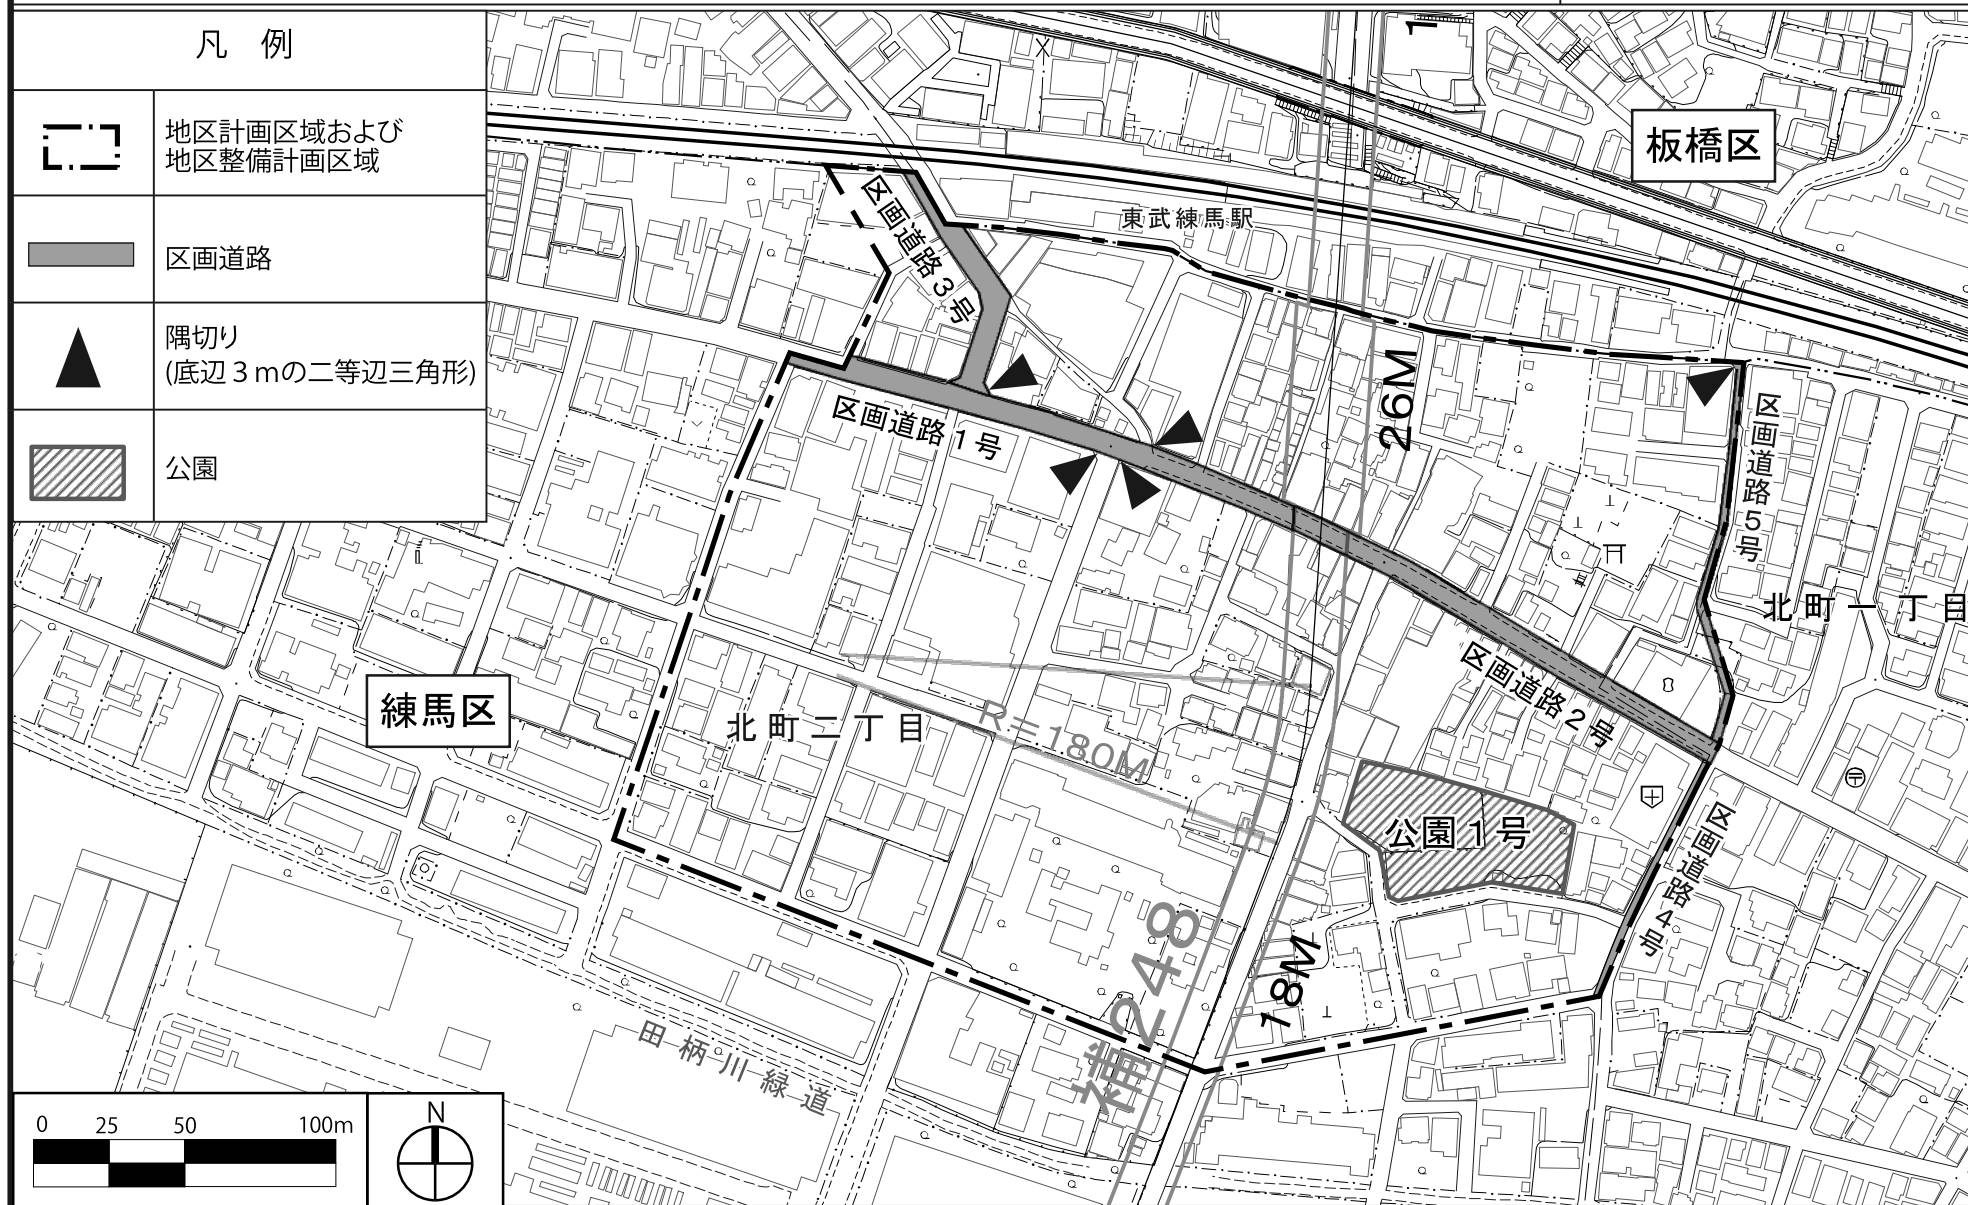 凡 例
地区計画区域および
地区整備計画区域
区画道路
隅切り
(底辺３ｍの二等辺三角形)
公園
板橋区
東武練馬駅
区画道路３号
区画道路１号
26M
区画道路５号
北町一丁目
区画道路２号
練馬区
北町二丁目
R=180M
公園１号
区画道路４号
補248
18M
田柄川緑道
0 25 50 100m
N